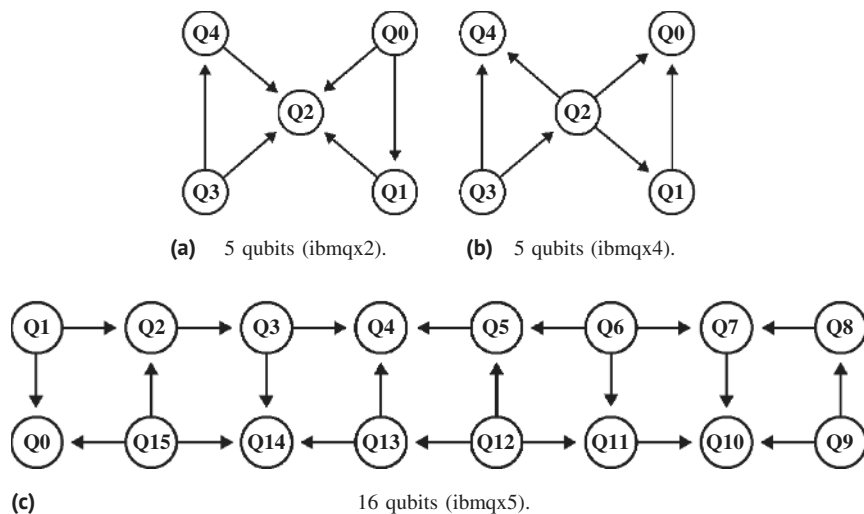 Q4 Q0 Q4 Q0
Q2 Q2
Q3 Q1 Q3 Q1
(a) 5 qubits (ibmqx2). (b) 5 qubits (ibmqx4).
Q1 Q2 Q3 Q4 Q5 Q6 Q7 Q8
Q0 Q15 Q14 Q13 Q12 Q11 Q10 Q9
(c) 16 qubits (ibmqx5).